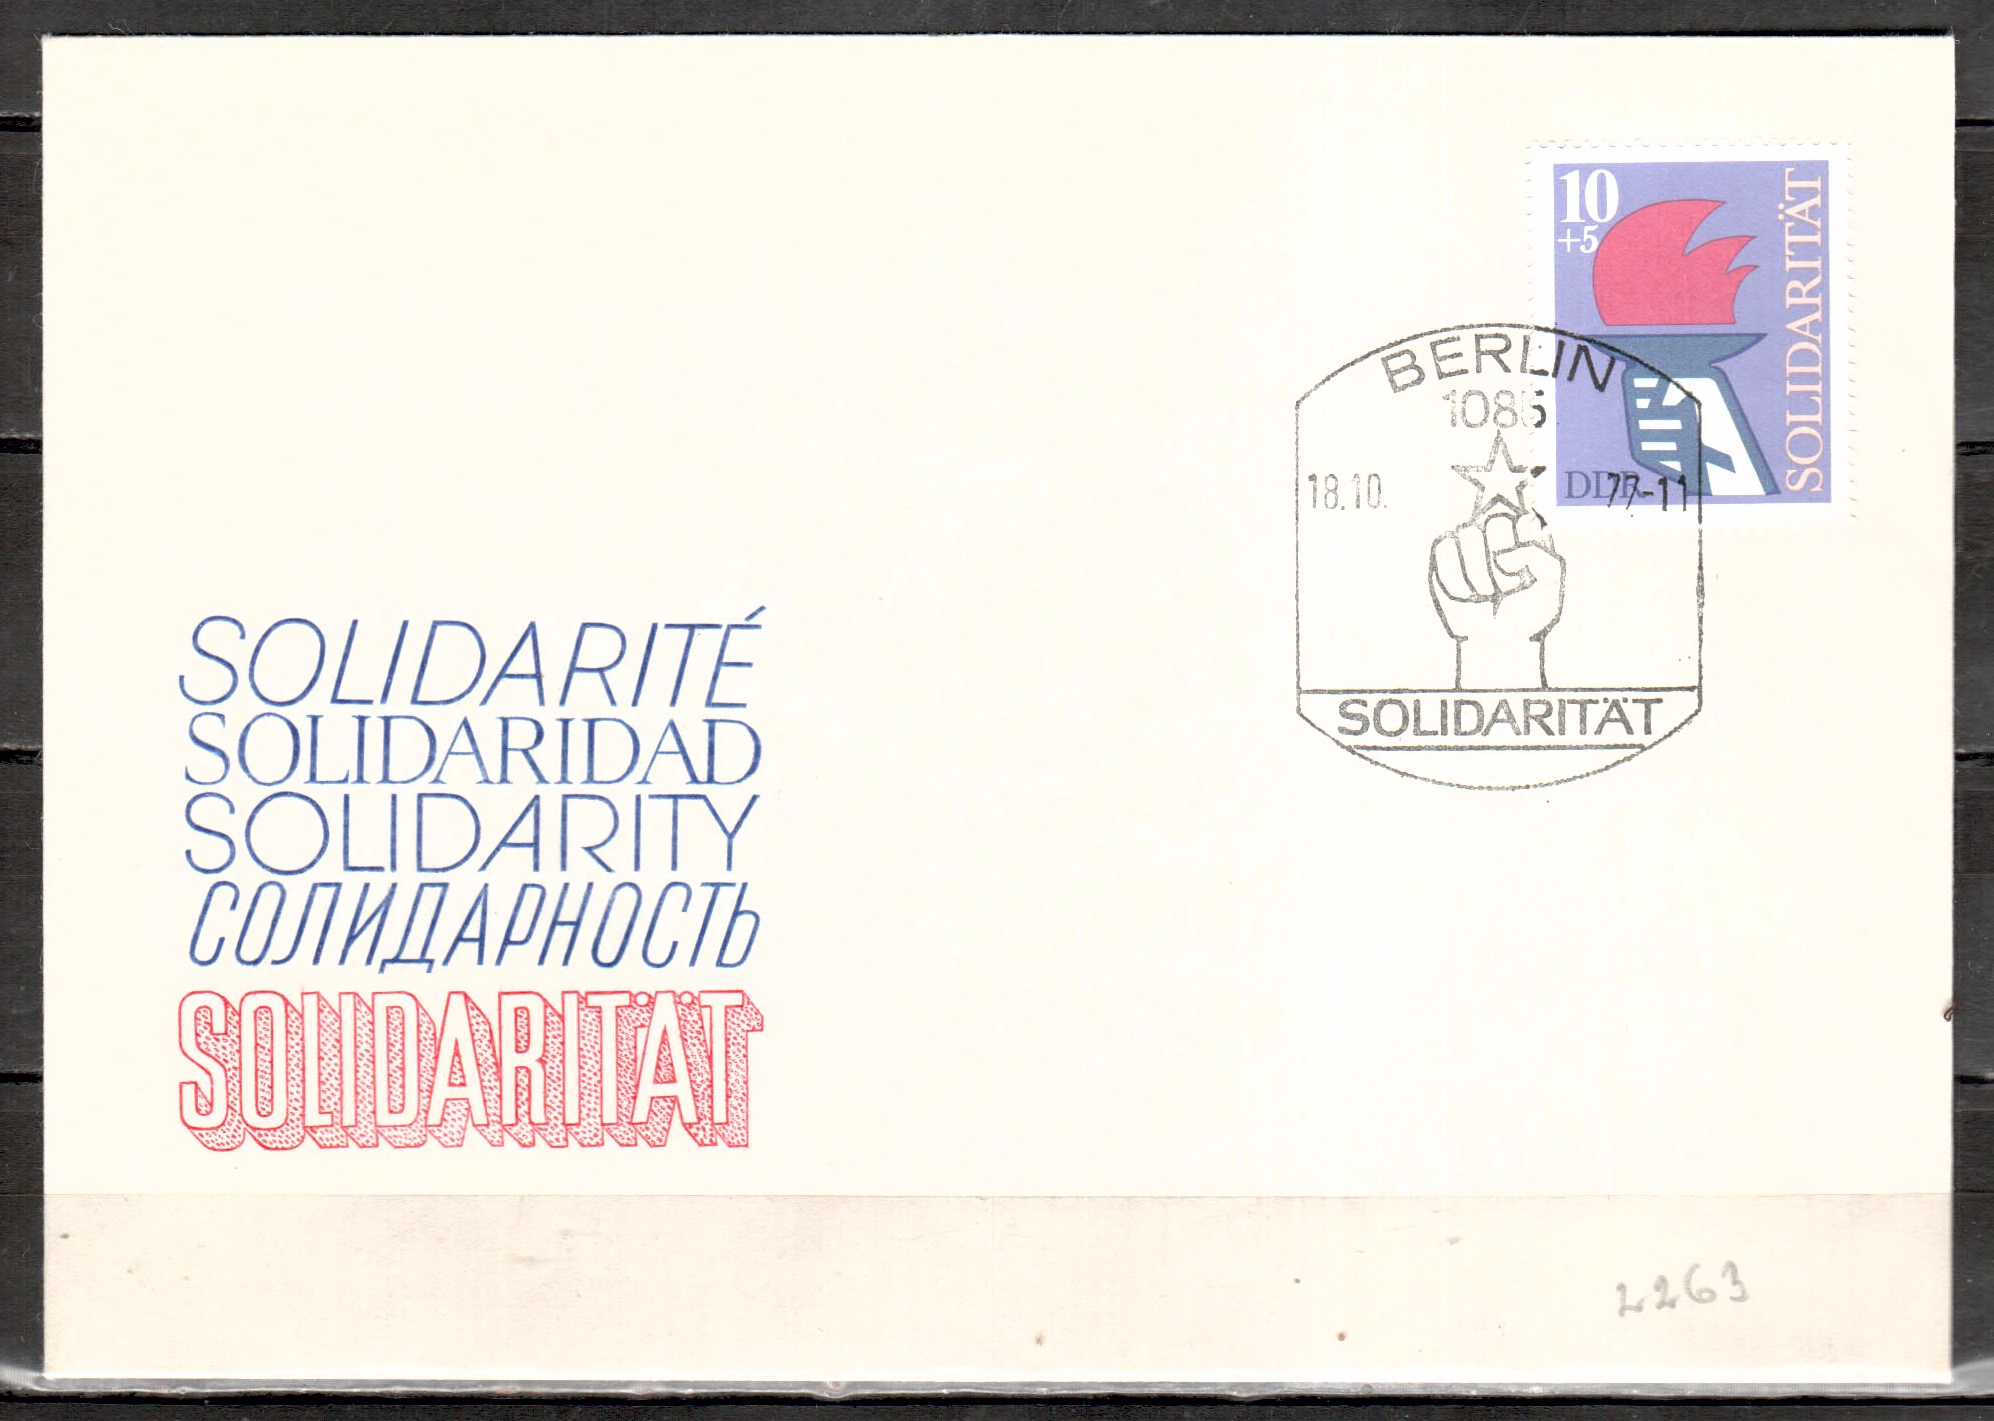 10
+5
SOLIDARITÄT
DDR
BERLIN
1085
18.10. 77-11
SOLIDARITÄT
SOLIDARITÉ
SOLIDARIDAD
SOLIDARITY
СОЛИДАРНОСТЬ
SOLIDARITÄT
2263